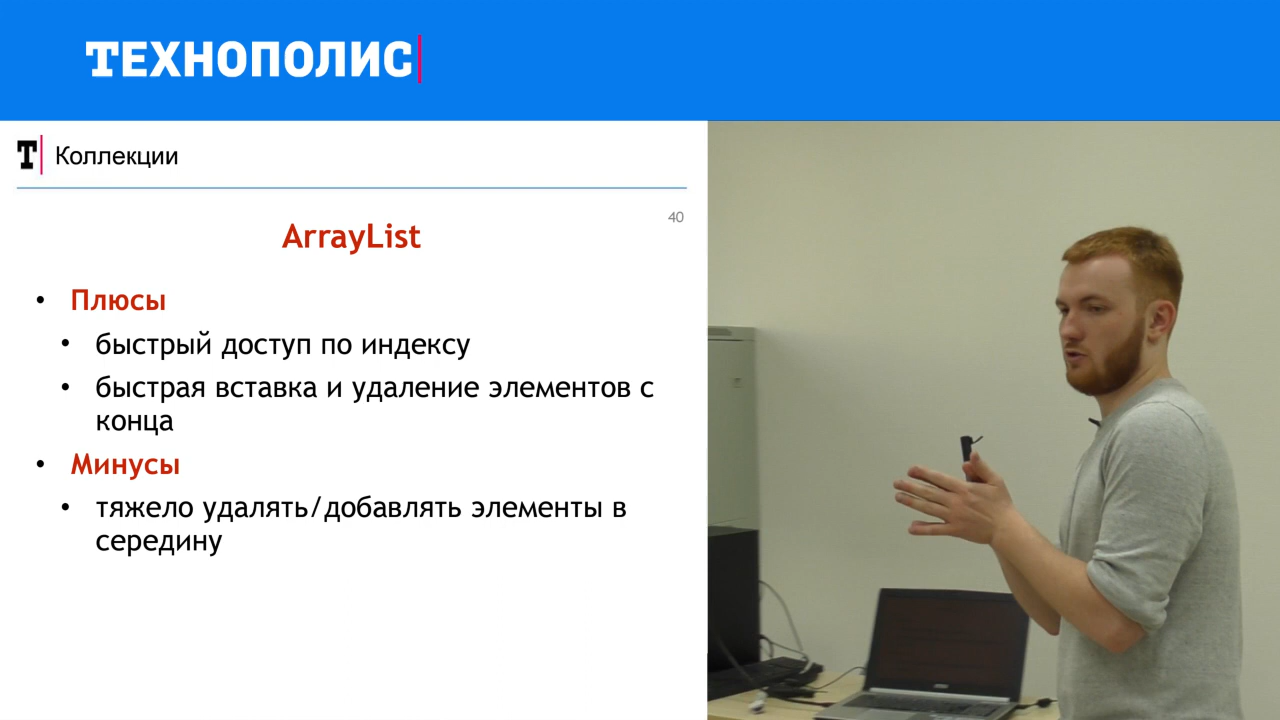 ТЕХНОПОЛИС
Т Коллекции
40
ArrayList
• Плюсы
• быстрый доступ по индексу
• быстрая вставка и удаление элементов с
конца
• Минусы
• тяжело удалять/добавлять элементы в
середину